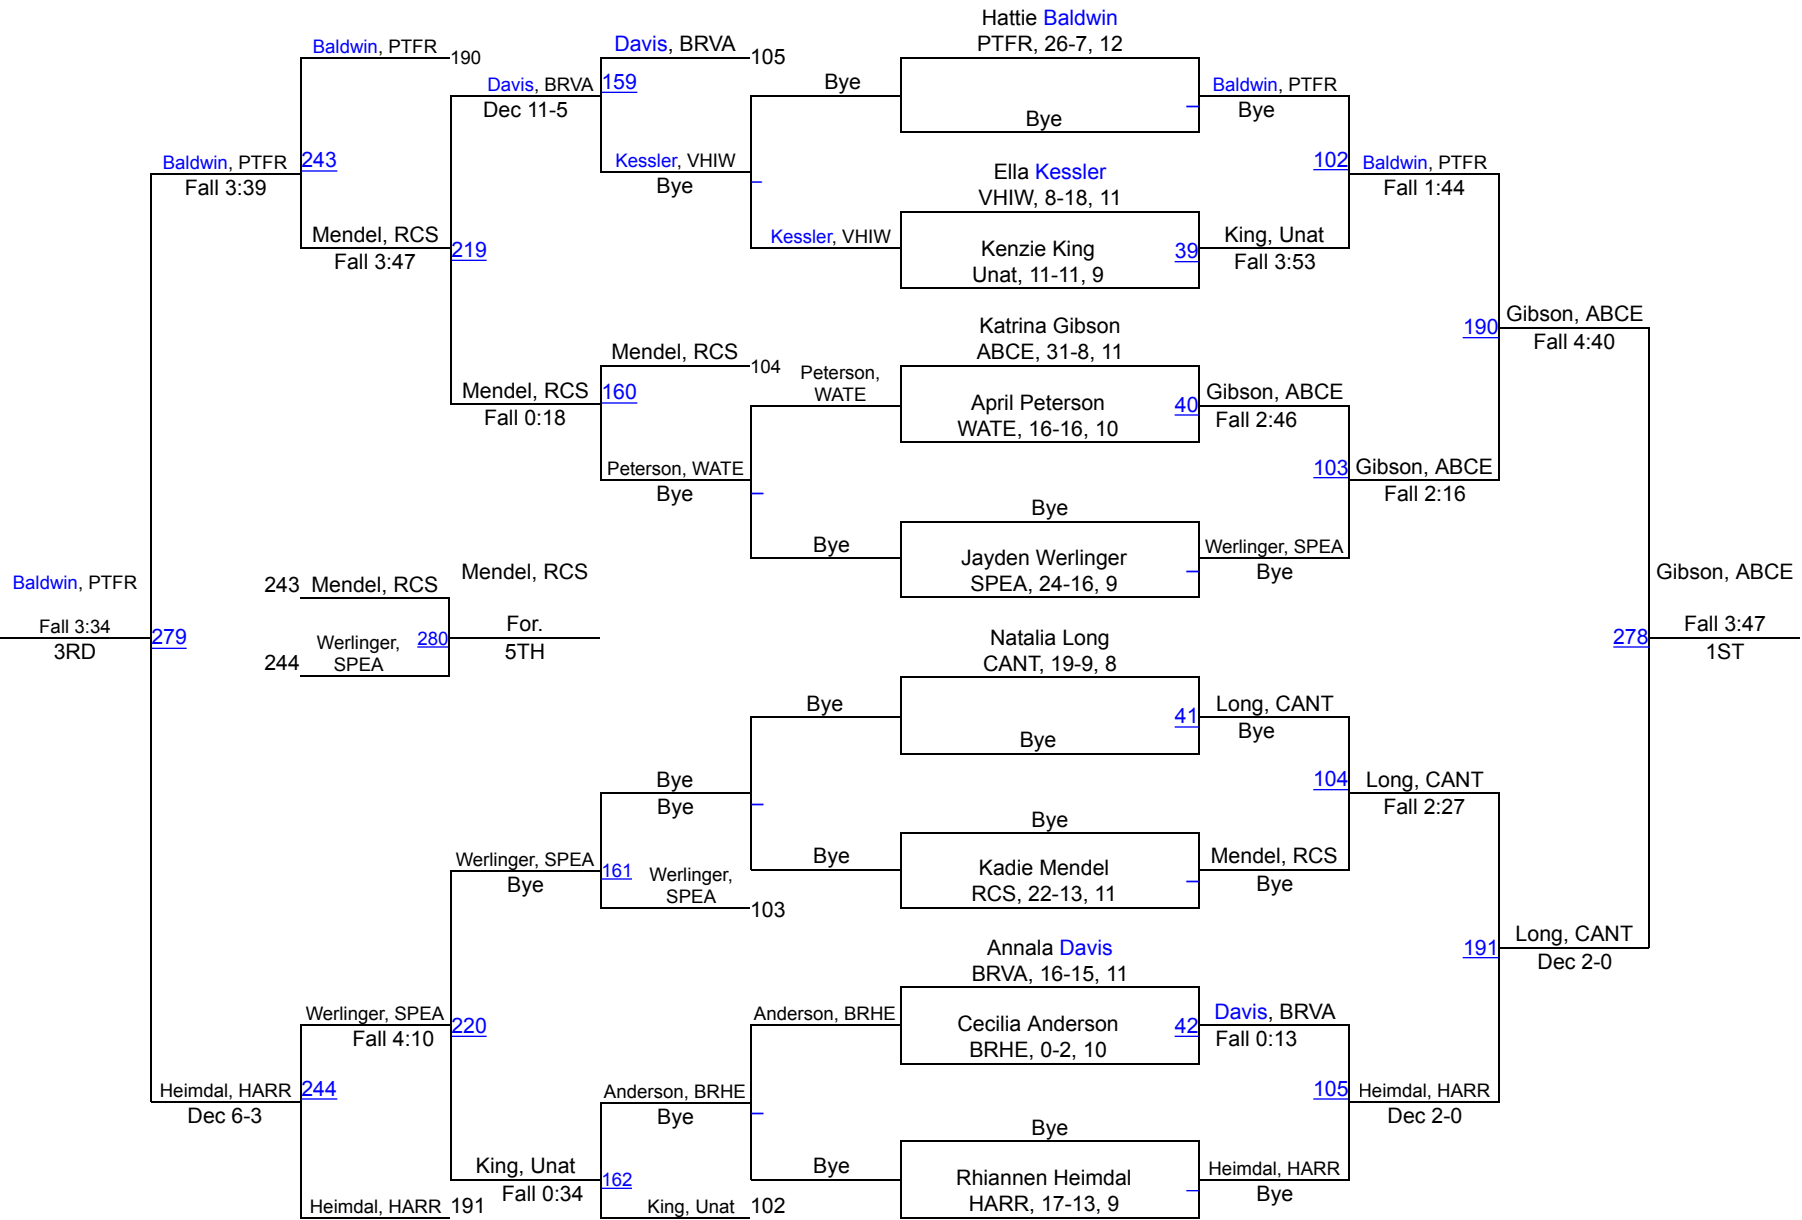 Hattie Baldwin
PTFR, 26-7, 12
Bye
Ella Kessler
VHIW, 8-18, 11
Kenzie King
Unat, 11-11, 9
39
Katrina Gibson
ABCE, 31-8, 11
April Peterson
WATE, 16-16, 10
40
Bye
Jayden Werlinger
SPEA, 24-16, 9
Natalia Long
CANT, 19-9, 8
41
Bye
Bye
Kadie Mendel
RCS, 22-13, 11
Annala Davis
BRVA, 16-15, 11
Cecilia Anderson
BRHE, 0-2, 10
42
Bye
Rhiannen Heimdal
HARR, 17-13, 9
Baldwin, PTFR
Bye
102
King, Unat
Fall 3:53
Gibson, ABCE
Fall 2:46
103
Werlinger, SPEA
Bye
Long, CANT
Bye
104
Mendel, RCS
Bye
Davis, BRVA
Fall 0:13
105
Heimdal, HARR
Bye
Baldwin, PTFR
Fall 1:44
190
Gibson, ABCE
Fall 2:16
Long, CANT
Fall 2:27
191
Heimdal, HARR
Dec 2-0
Gibson, ABCE
Fall 4:40
278
Long, CANT
Dec 2-0
Gibson, ABCE
Fall 3:47
1ST
Bye
Kessler, VHIW
Peterson,
WATE
Bye
Bye
Bye
Anderson, BRHE
Bye
Davis, BRVA
105
159
Kessler, VHIW
Bye
Mendel, RCS
104
160
Peterson, WATE
Bye
Bye
Bye
161
Werlinger,
SPEA
103
Anderson, BRHE
Bye
162
King, Unat
102
Davis, BRVA
Dec 11-5
219
Mendel, RCS
Fall 0:18
Werlinger, SPEA
Bye
220
King, Unat
Fall 0:34
Baldwin, PTFR
190
243
Mendel, RCS
Fall 3:47
Werlinger, SPEA
Fall 4:10
244
Heimdal, HARR
191
Baldwin, PTFR
Fall 3:39
279
Heimdal, HARR
Dec 6-3
Baldwin, PTFR
Fall 3:34
3RD
243
Mendel, RCS
244
Werlinger,
SPEA
280
Mendel, RCS
For.
5TH